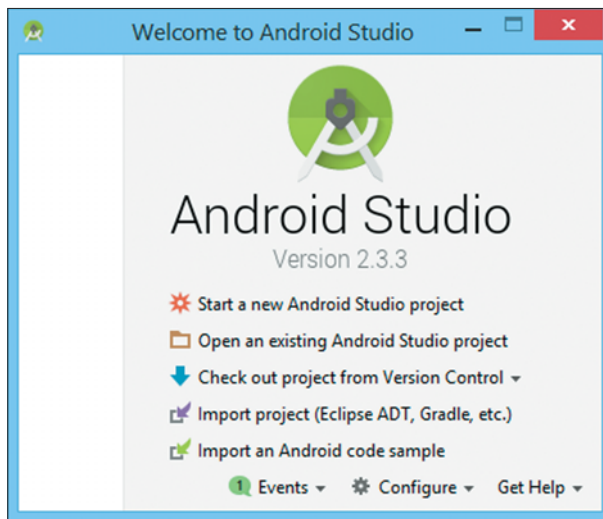 Welcome to Android Studio
Android Studio
Version 2.3.3
Start a new Android Studio project
Open an existing Android Studio project
Check out project from Version Control
Import project (Eclipse ADT, Gradle, etc.)
Import an Android code sample
1 Events Configure Get Help